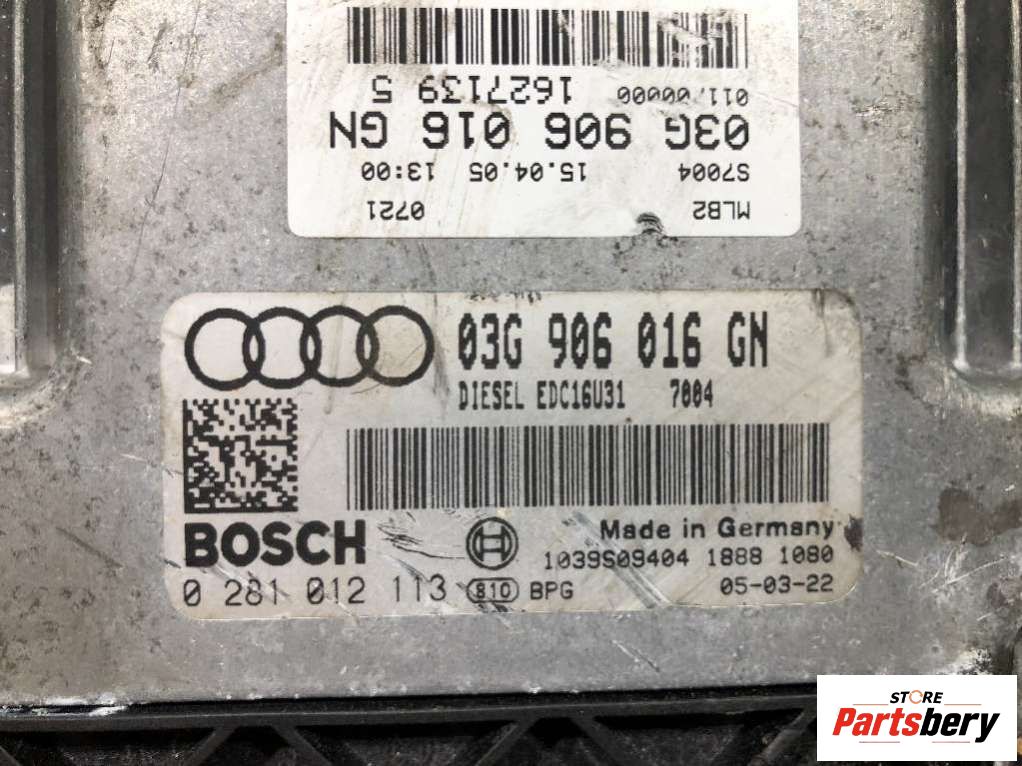 MLB2 0721
S7004 15.04.05 13:00
03G 906 016 GN
011.00000 1627139 5
03G 906 016 GN
DIESEL EDC16U31 7004
BOSCH
Made in Germany
1039S09404 1888 1080
0 281 012 113 810 BPG 05-03-22
STORE
Partsbery